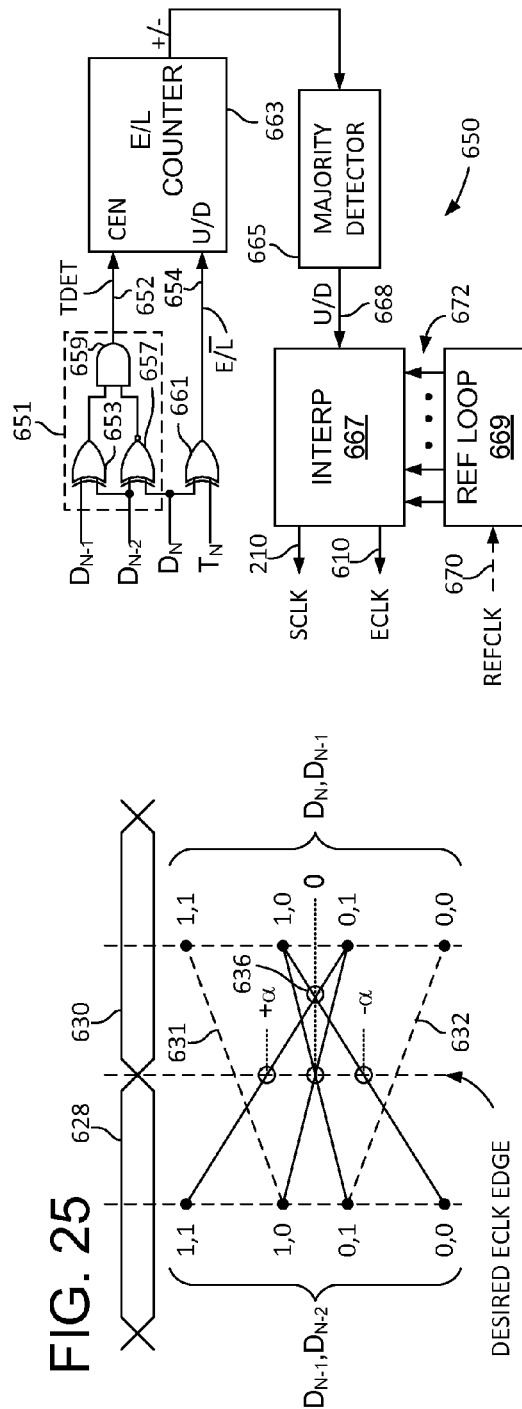 FIG. 25
628
630
631
632
636
1,1
1,0
0,1
0,0
D_{N-1},D_{N-2}
+α
-α
0
1,1
1,0
0,1
0,0
D_N,D_{N-1}
DESIRED ECLK EDGE
651
D_{N-1}
D_{N-2}
D_N
T_N
653
657
659
661
TDET
652
654
E/L̅
CEN
U/D
E/L
COUNTER
663
+/-
MAJORITY
DETECTOR
665
U/D
668
INTERP
667
SCLK
210
ECLK
610
672
REF LOOP
669
REFCLK
670
650